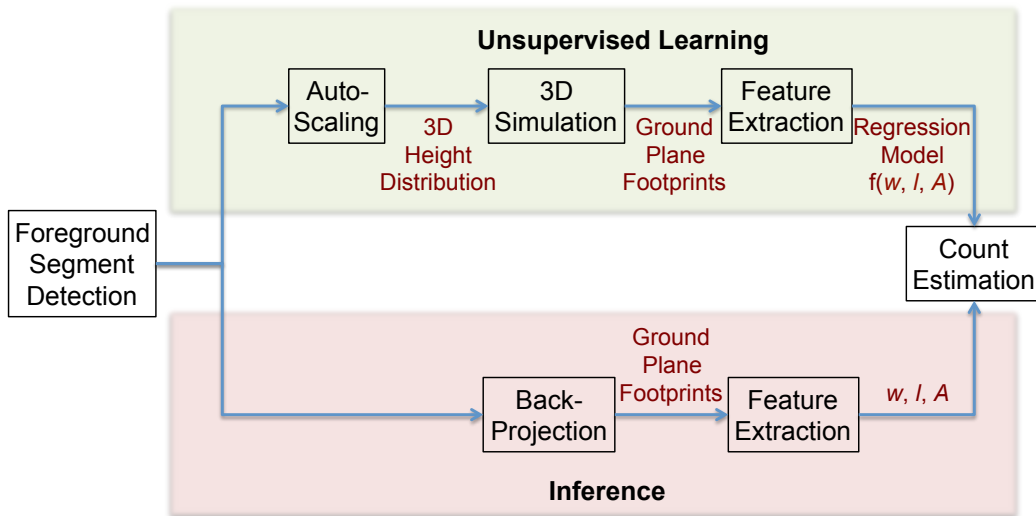 Unsupervised Learning
Auto-
Scaling
3D
Height
Distribution
3D
Simulation
Ground
Plane
Footprints
Feature
Extraction
Regression
Model
f(w, l, A)
Foreground
Segment
Detection
Count
Estimation
Back-
Projection
Ground
Plane
Footprints
Feature
Extraction
w, l, A
Inference